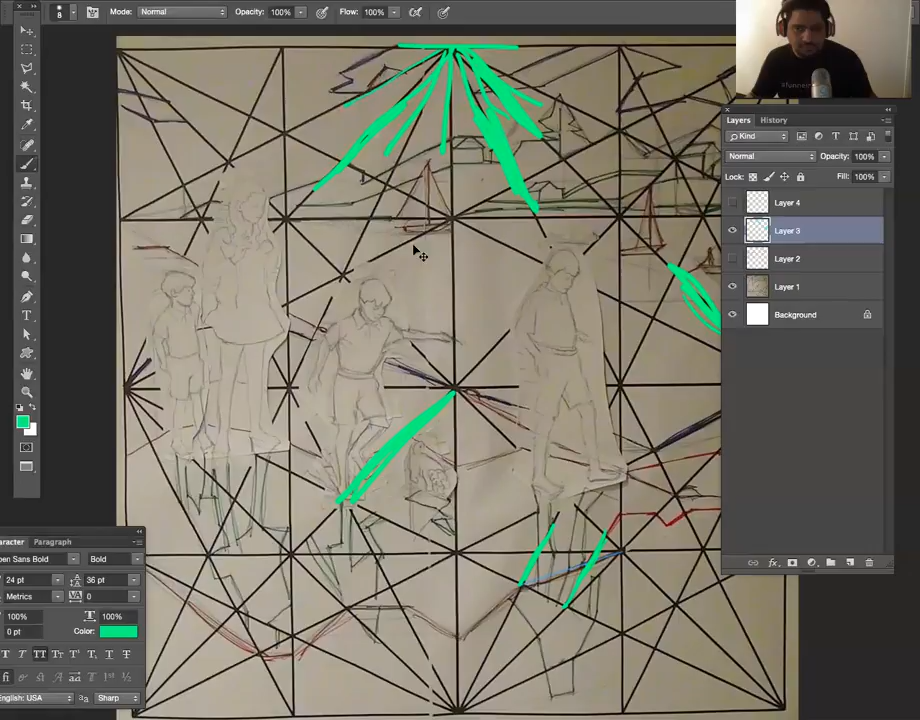 8
Mode:
Normal
Opacity:
100%
Flow:
100%
Layers
History
Kind
Normal
Opacity:
100%
Lock:
Fill:
100%
Layer 4
Layer 3
Layer 2
Layer 1
Background
Paragraph
Bold
24 pt
36 pt
Metrics
0
100%
100%
0 pt
Color:
English: USA
Sharp